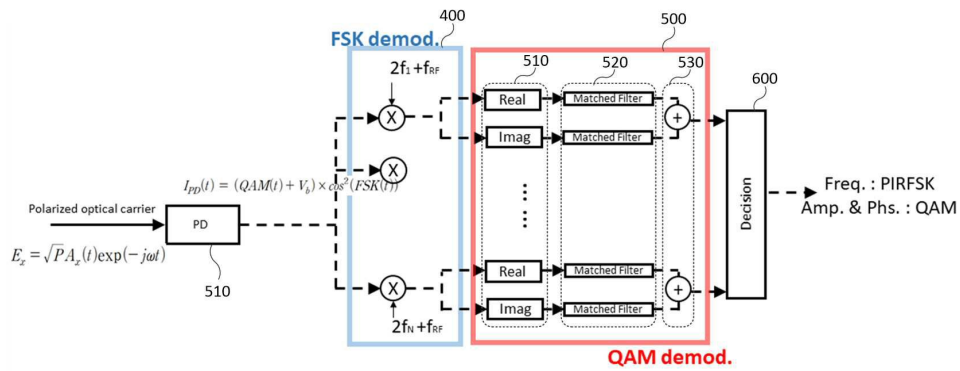 400
500
FSK demod.
510
520
530
2f₁+f_RF
600
Real
Matched Filter
X
+
Imag
Matched Filter
X
I_PD(t) = (QAM(t) + V_b) × cos²(FSK(t))
Polarized optical carrier
PD
Decision
Freq. : PIRFSK
Amp. & Phs. : QAM
E_x = √P A_x(t)exp(−jωt)
510
Real
Matched Filter
X
+
Imag
Matched Filter
2f_N+f_RF
QAM demod.